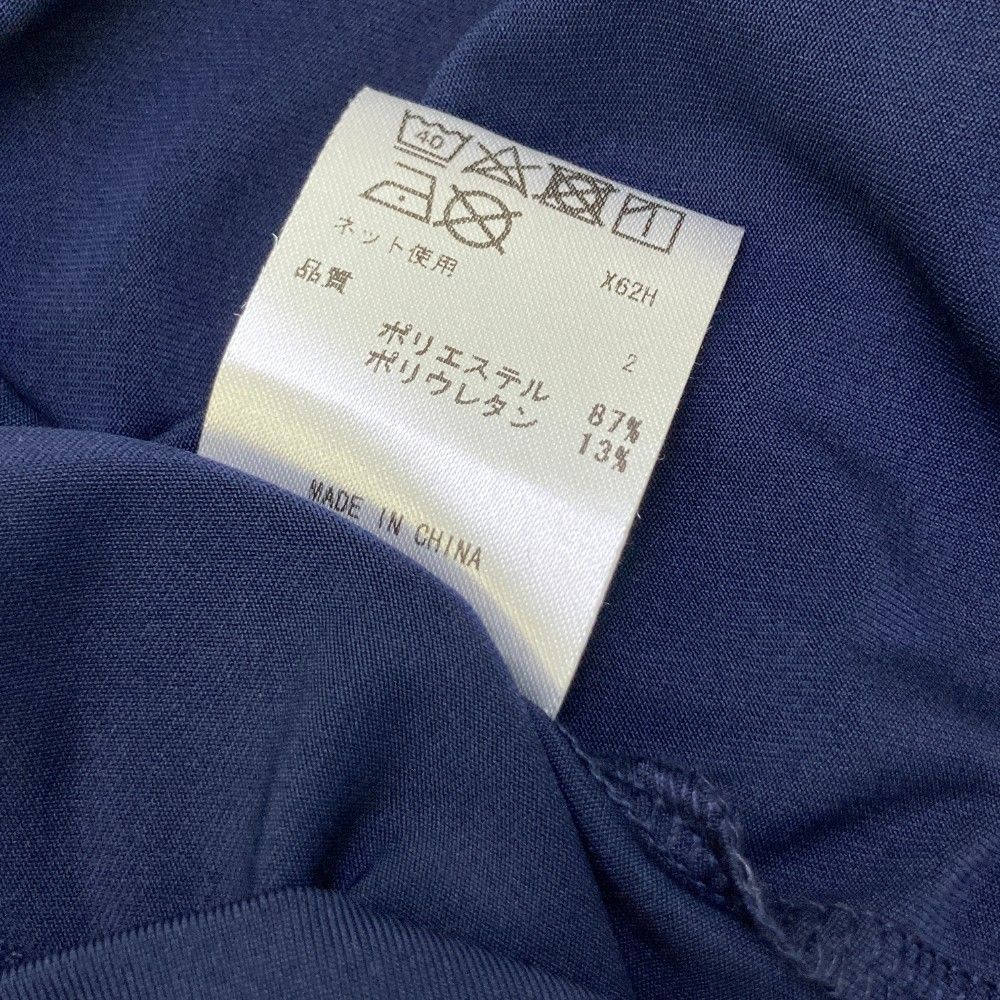 40
ネット使用 X62H
品質
2
ポリエステル 87%
ポリウレタン 13%
MADE IN CHINA